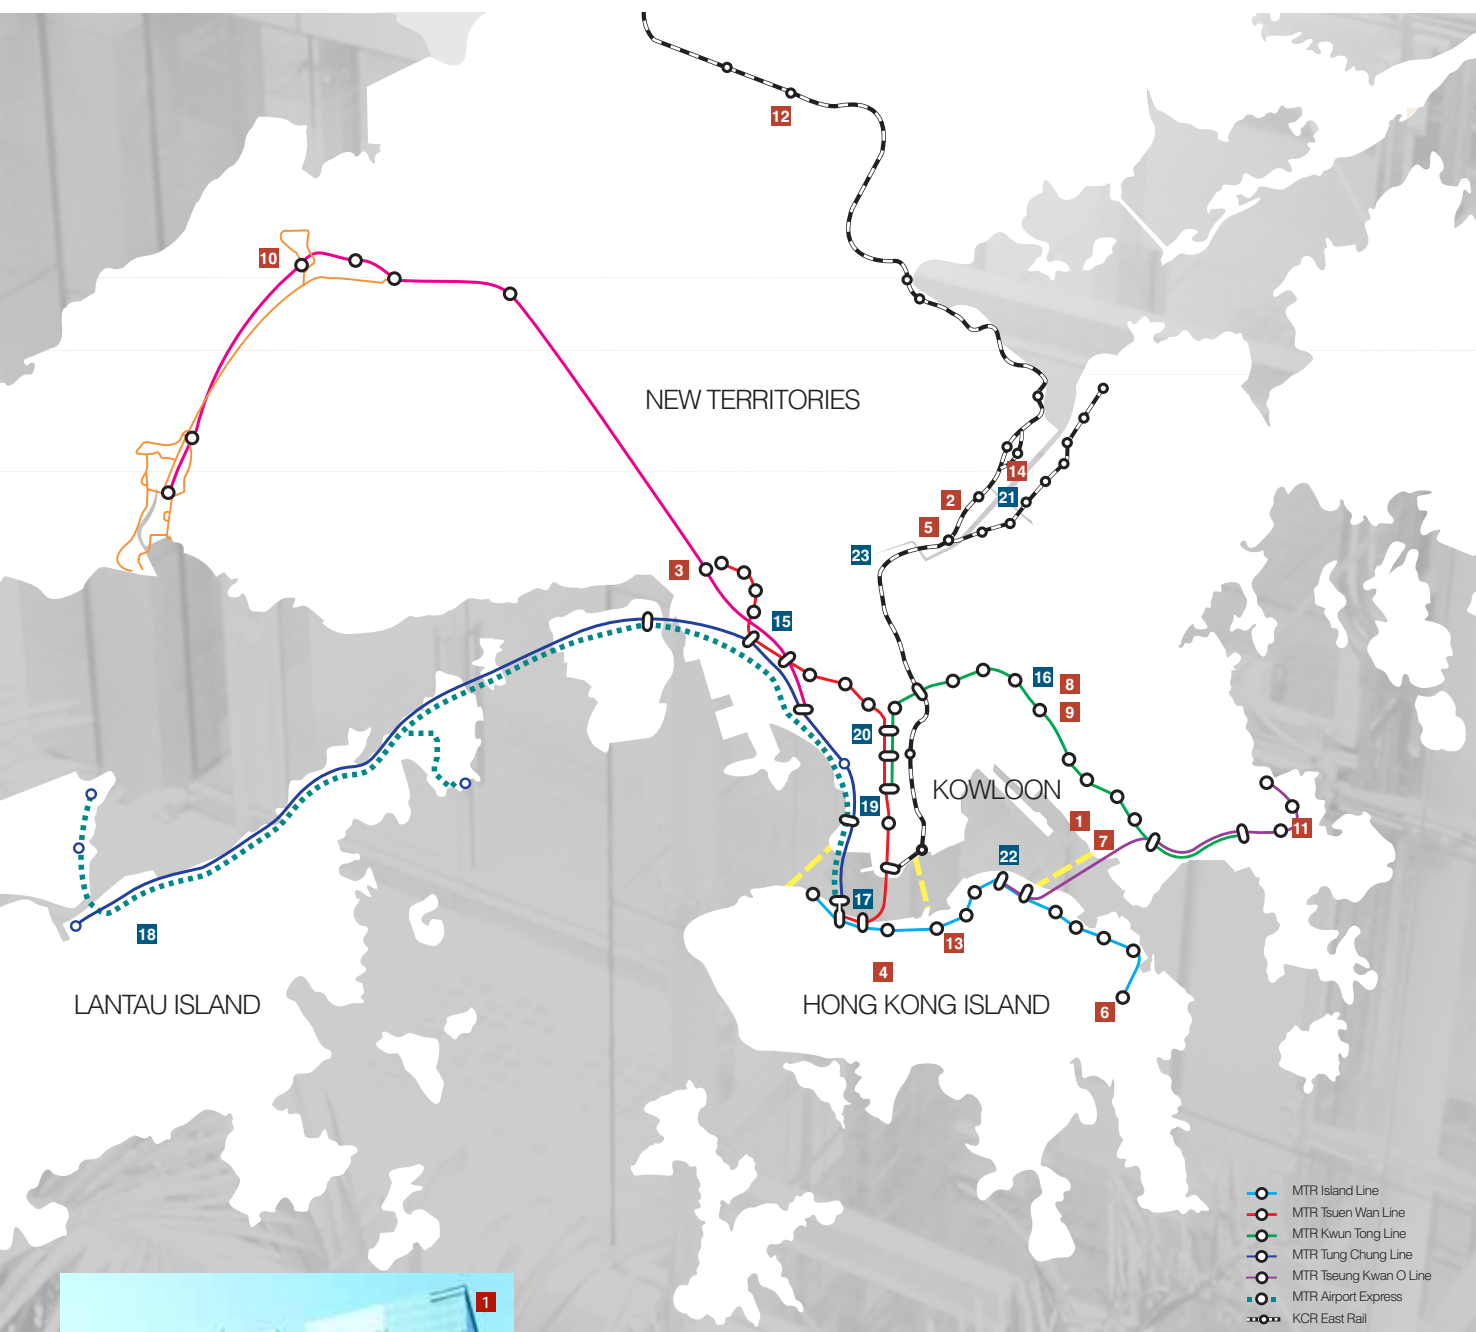 12
10
NEW TERRITORIES
14
2
21
5
23
3
15
16
8
9
20
KOWLOON
19
1
7
11
22
17
18
13
4
LANTAU ISLAND
HONG KONG ISLAND
6
MTR Island Line
MTR Tsuen Wan Line
MTR Kwun Tong Line
MTR Tung Chung Line
MTR Tseung Kwan O Line
MTR Airport Express
KCR East Rail
1